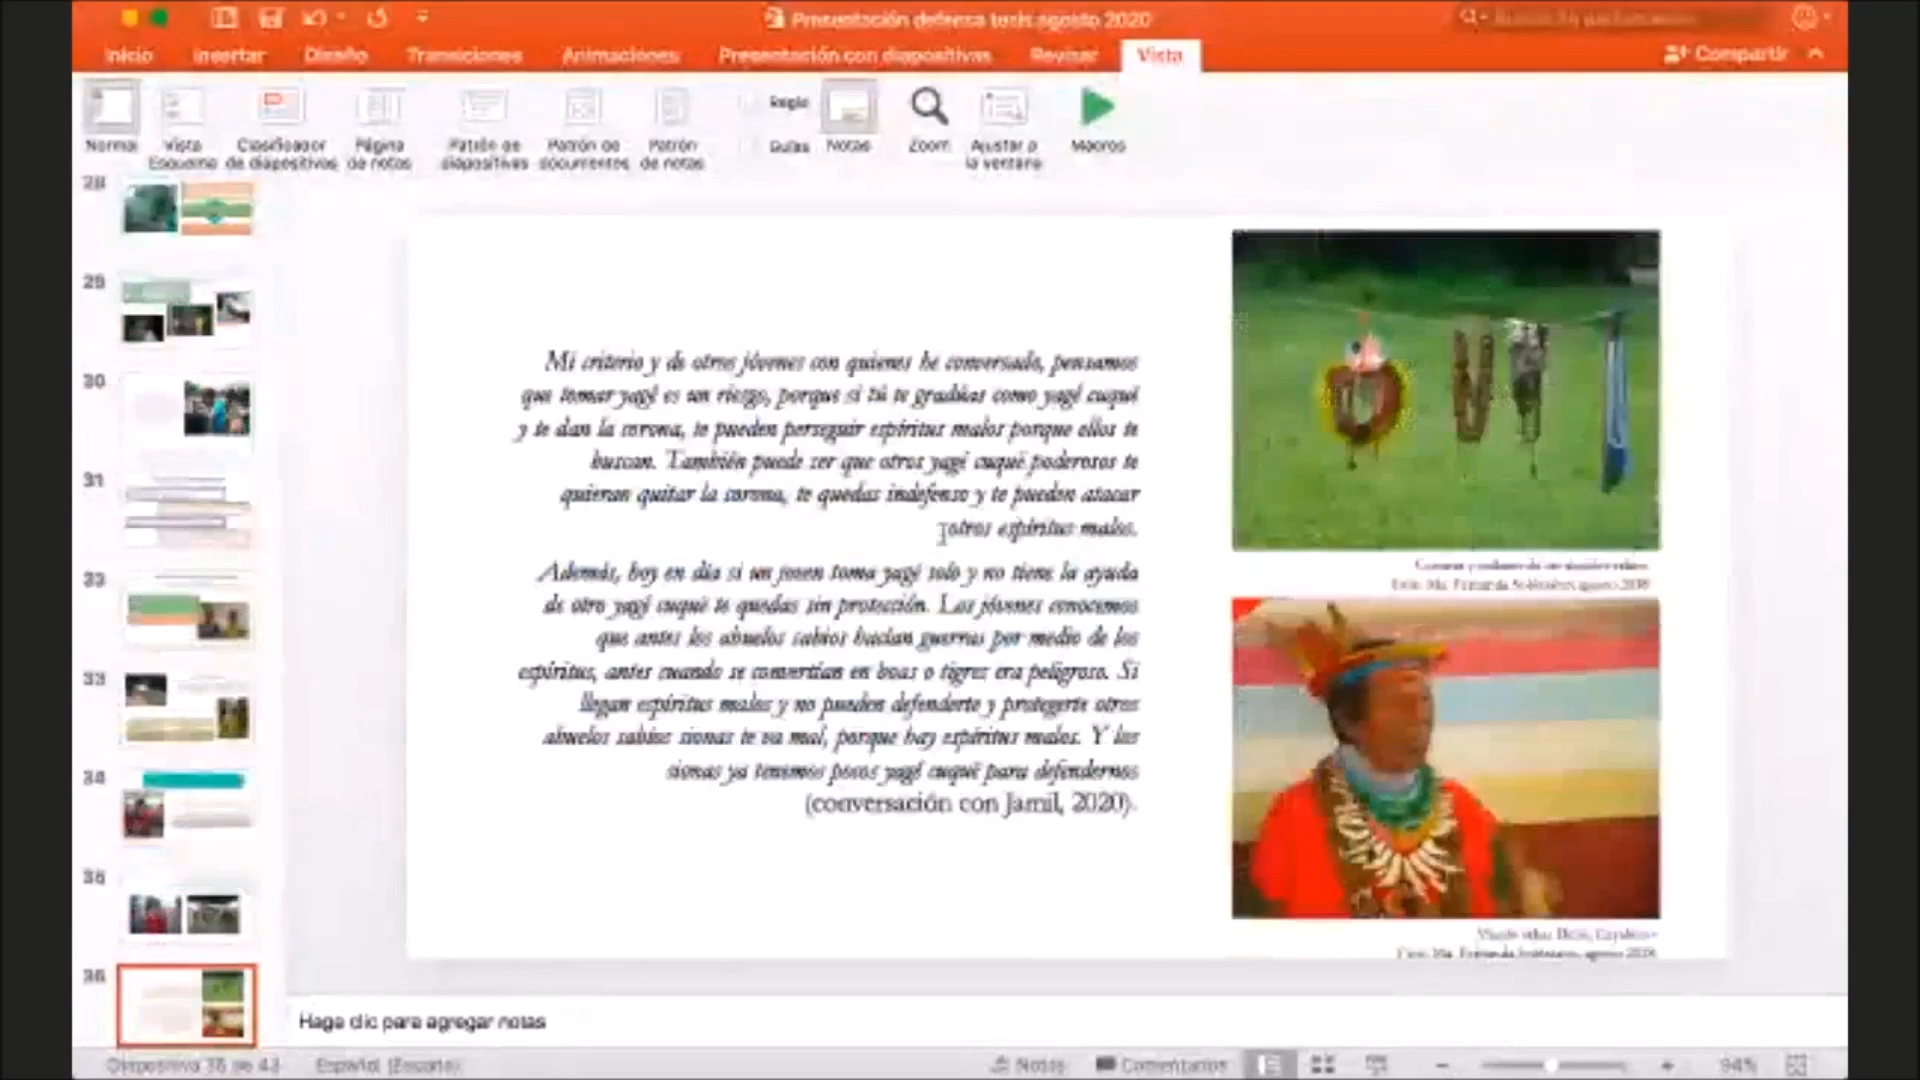 Presentación defensa tesis agosto 2020
Inicio Insertar Diseño Transiciones Animaciones Presentación con diapositivas Revisar Vista Compartir
Normal Vista Esquema Clasificador de diapositivas Página de notas Patrón de diapositivas Patrón de documentos Patrón de notas Regla Guías Notas Zoom Ajustar a la ventana Macros
28
29
30
31
32
33
34
35
36
Mi criterio y de otros jóvenes con quienes he conversado, pensamos
que tomar yagé es un riesgo, porque si tú te gradúas como yagé cuqué
y te dan la corona, te pueden perseguir espíritus malos porque ellos te
buscan. También puede ser que otros yagé cuqué poderosos te
quieran quitar la corona, te quedas indefenso y te pueden atacar
otros espíritus malos.
Además, hoy en día si un joven toma yagé solo y no tiene la ayuda
de otro yagé cuqué te quedas sin protección. Los jóvenes conocemos
que antes los abuelos sabios hacían guerras por medio de los
espíritus, antes cuando se convertían en boas o tigres era peligroso. Si
llegan espíritus malos y no pueden defenderte y protegerte otros
abuelos sabios sionas te va mal, porque hay espíritus malos. Y los
sionas ya tenemos pocos yagé cuqué para defendernos
(conversación con Jamil, 2020).
Haga clic para agregar notas
Diapositiva 36 de 43 Español (Ecuador) Notas Comentarios 94%